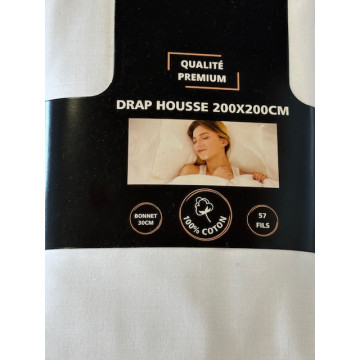 QUALITÉ
PREMIUM
DRAP HOUSSE 200X200CM
BONNET
30CM
100% COTON
57
FILS